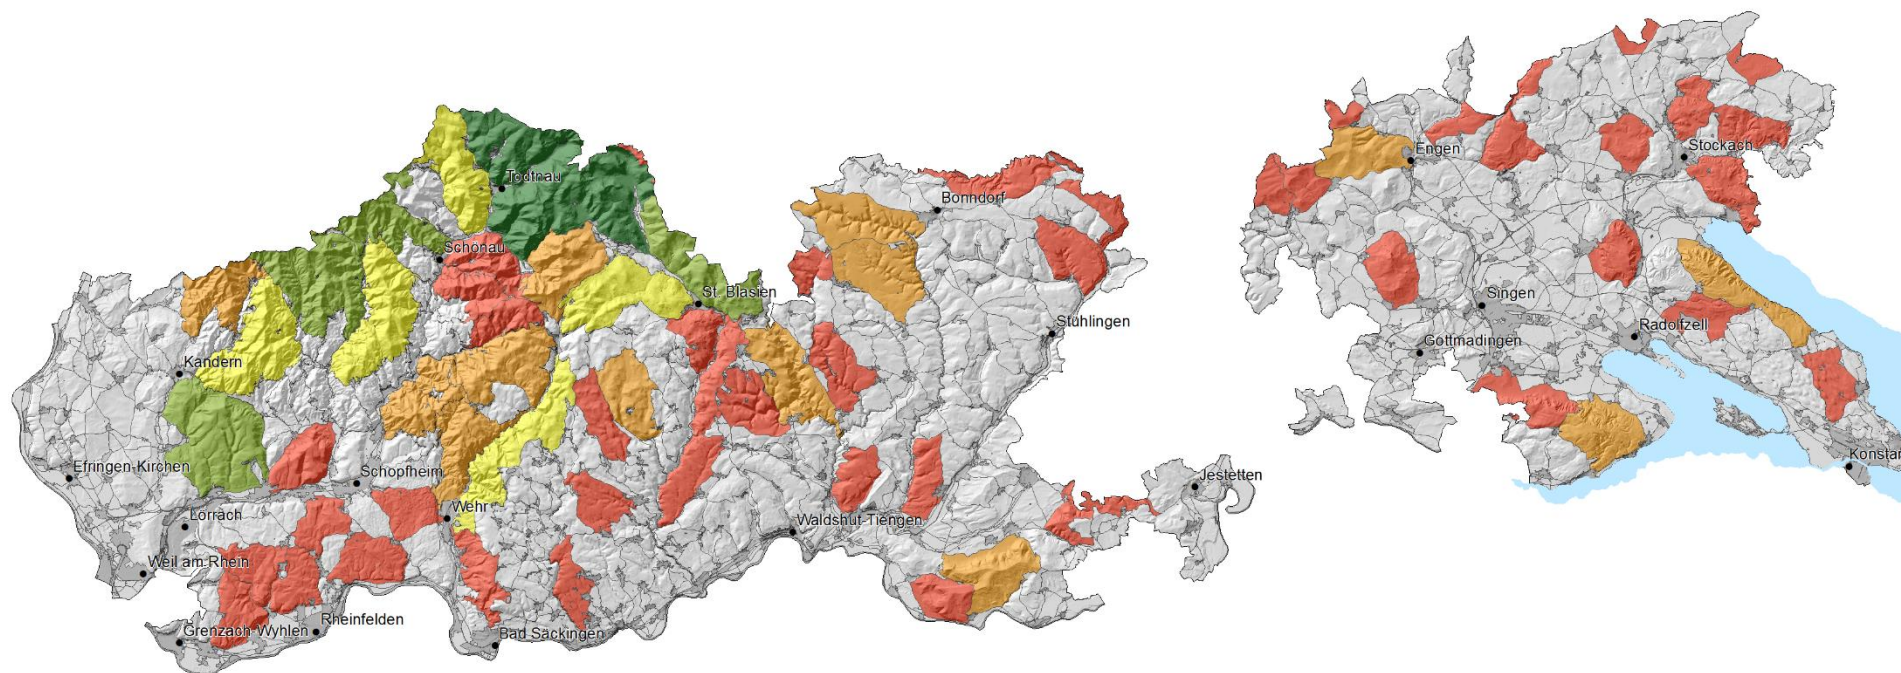 Todtnau
Bonndorf
Schönau
St. Blasien
Stühlingen
Kandern
Efringen-Kirchen
Schopfheim
Wehr
Lörrach
Waldshut-Tiengen
Jestetten
Weil am Rhein
Rheinfelden
Grenzach-Wyhlen
Bad Säckingen
Engen
Stockach
Singen
Radolfzell
Gottmadingen
Konstan